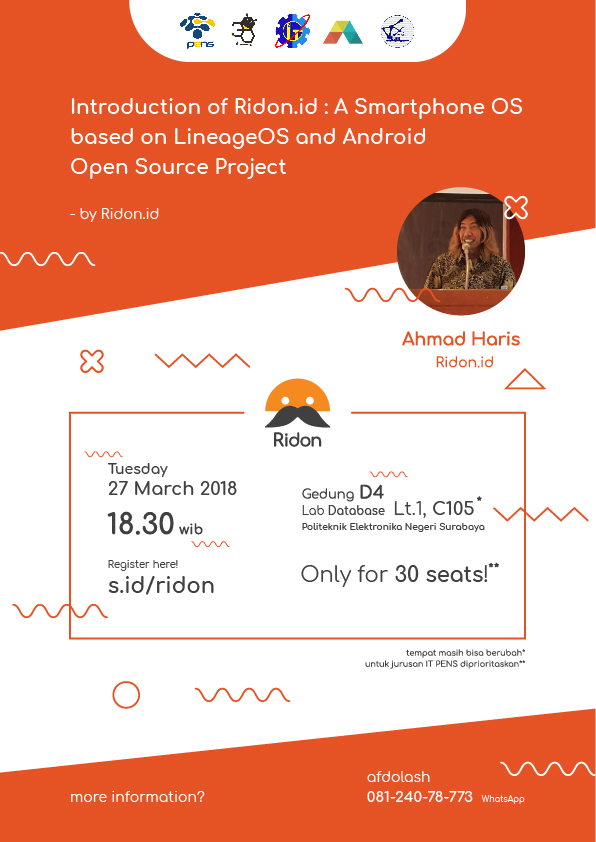 pens
IT
Introduction of Ridon.id : A Smartphone OS
based on LineageOS and Android
Open Source Project
- by Ridon.id
Ahmad Haris
Ridon.id
Ridon
Tuesday
27 March 2018
18.30 wib
Register here!
s.id/ridon
Gedung D4
Lab Database Lt.1, C105*
Politeknik Elektronika Negeri Surabaya
Only for 30 seats!**
tempat masih bisa berubah*
untuk jurusan IT PENS diprioritaskan**
more information?
afdolash
081-240-78-773 WhatsApp